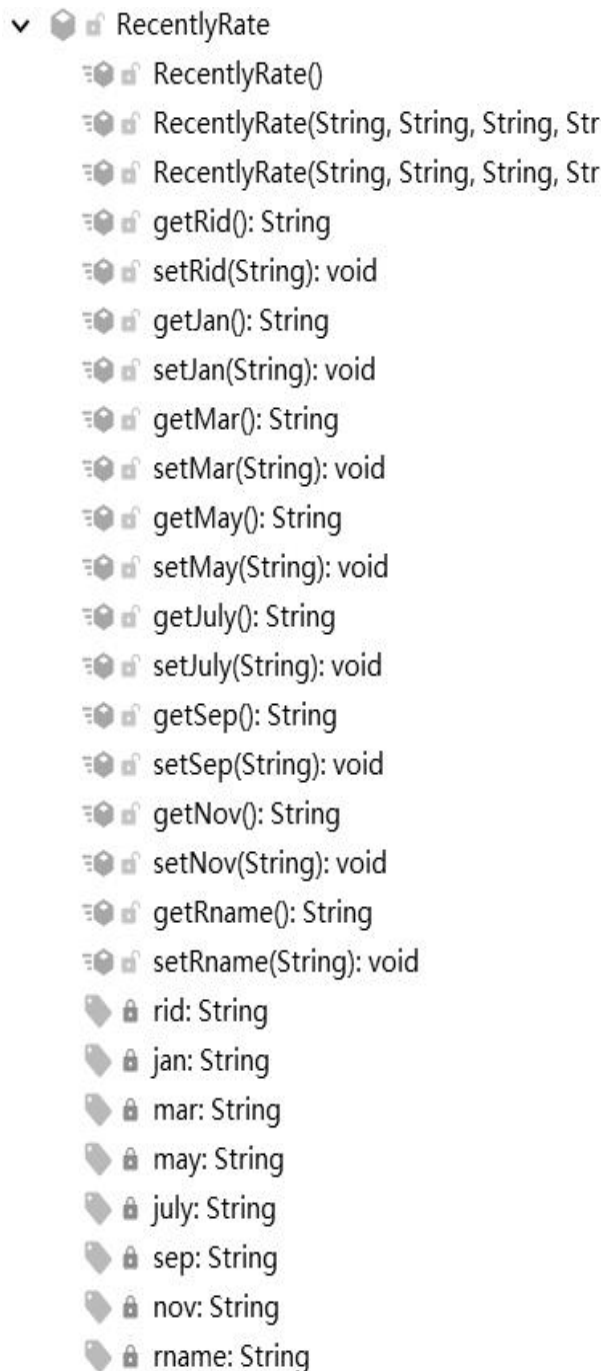 RecentlyRate
RecentlyRate()
RecentlyRate(String, String, String, Str
RecentlyRate(String, String, String, Str
getRid(): String
setRid(String): void
getJan(): String
setJan(String): void
getMar(): String
setMar(String): void
getMay(): String
setMay(String): void
getJuly(): String
setJuly(String): void
getSep(): String
setSep(String): void
getNov(): String
setNov(String): void
getRname(): String
setRname(String): void
rid: String
jan: String
mar: String
may: String
july: String
sep: String
nov: String
rname: String